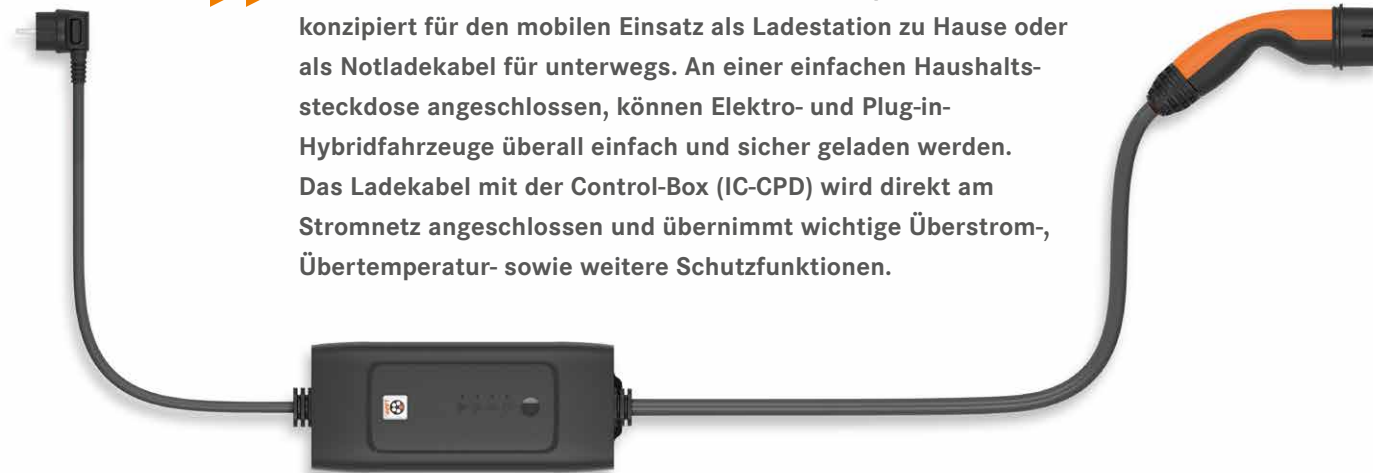 konzipiert für den mobilen Einsatz als Ladestation zu Hause oder
als Notladekabel für unterwegs. An einer einfachen Haushalts-
steckdose angeschlossen, können Elektro- und Plug-in-
Hybridfahrzeuge überall einfach und sicher geladen werden.
Das Ladekabel mit der Control-Box (IC-CPD) wird direkt am
Stromnetz angeschlossen und übernimmt wichtige Überstrom-,
Übertemperatur- sowie weitere Schutzfunktionen.